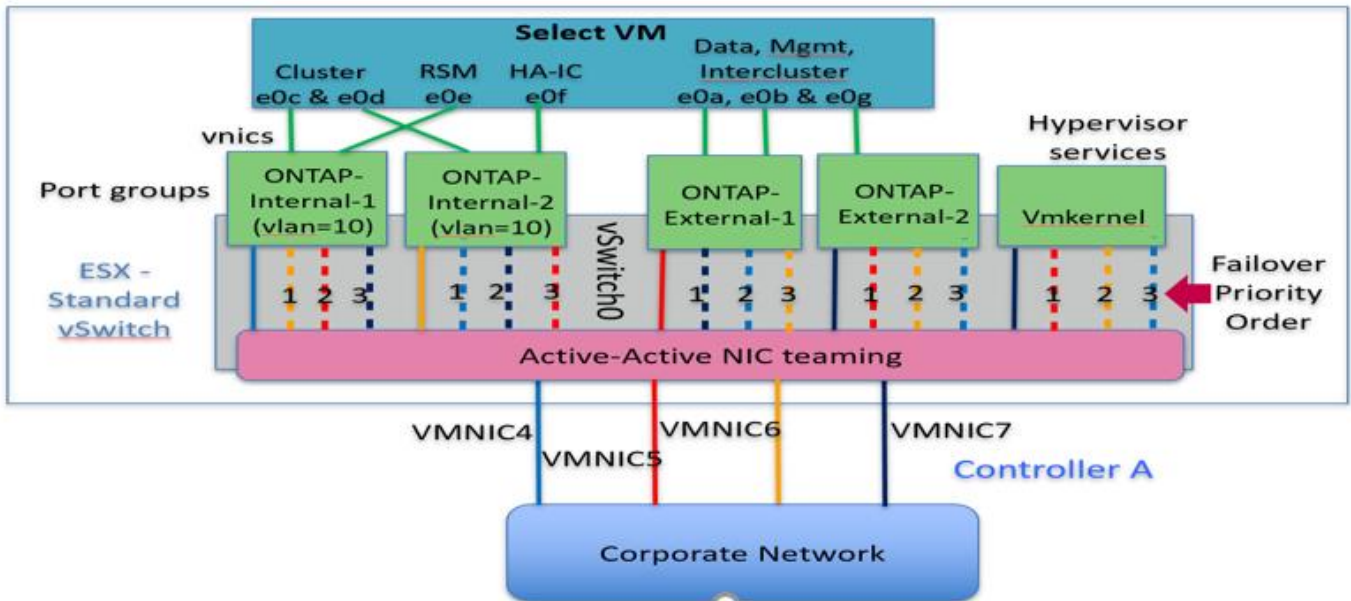 Select VM
Cluster
e0c & e0d
RSM
e0e
HA-IC
e0f
Data, Mgmt,
Intercluster
e0a, e0b & e0g
vnics
Hypervisor
services
Port groups
ONTAP-
Internal-1
(vlan=10)
ONTAP-
Internal-2
(vlan=10)
ONTAP-
External-1
ONTAP-
External-2
Vmkernel
ESX -
Standard
vSwitch
vSwitch0
1 2 3
1 2 3
1 2 3
1 2 3
1 2 3
Failover
Priority
Order
Active-Active NIC teaming
VMNIC4
VMNIC5
VMNIC6
VMNIC7
Controller A
Corporate Network